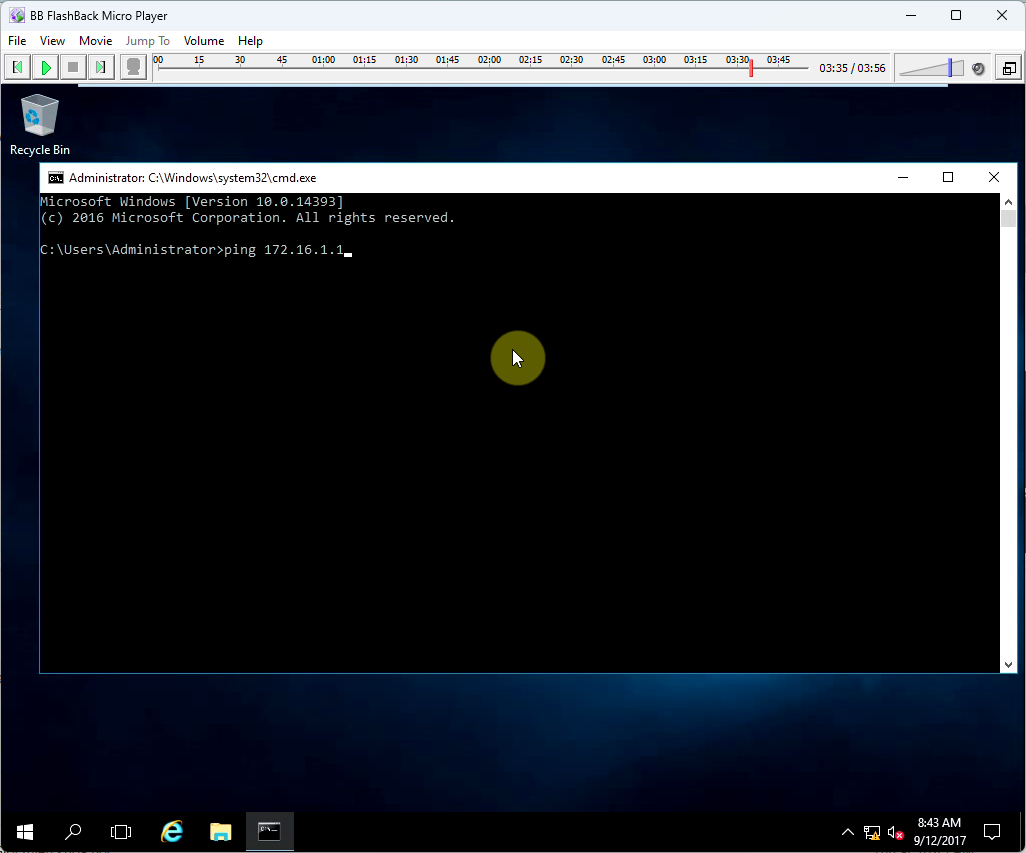 BB FlashBack Micro Player
File View Movie Jump To Volume Help
00 15 30 45 01:00 01:15 01:30 01:45 02:00 02:15 02:30 02:45 03:00 03:15 03:30 03:45
03:35 / 03:56
Recycle Bin
Administrator: C:\Windows\system32\cmd.exe
Microsoft Windows [Version 10.0.14393]
(c) 2016 Microsoft Corporation. All rights reserved.
C:\Users\Administrator>ping 172.16.1.1
8:43 AM
9/12/2017